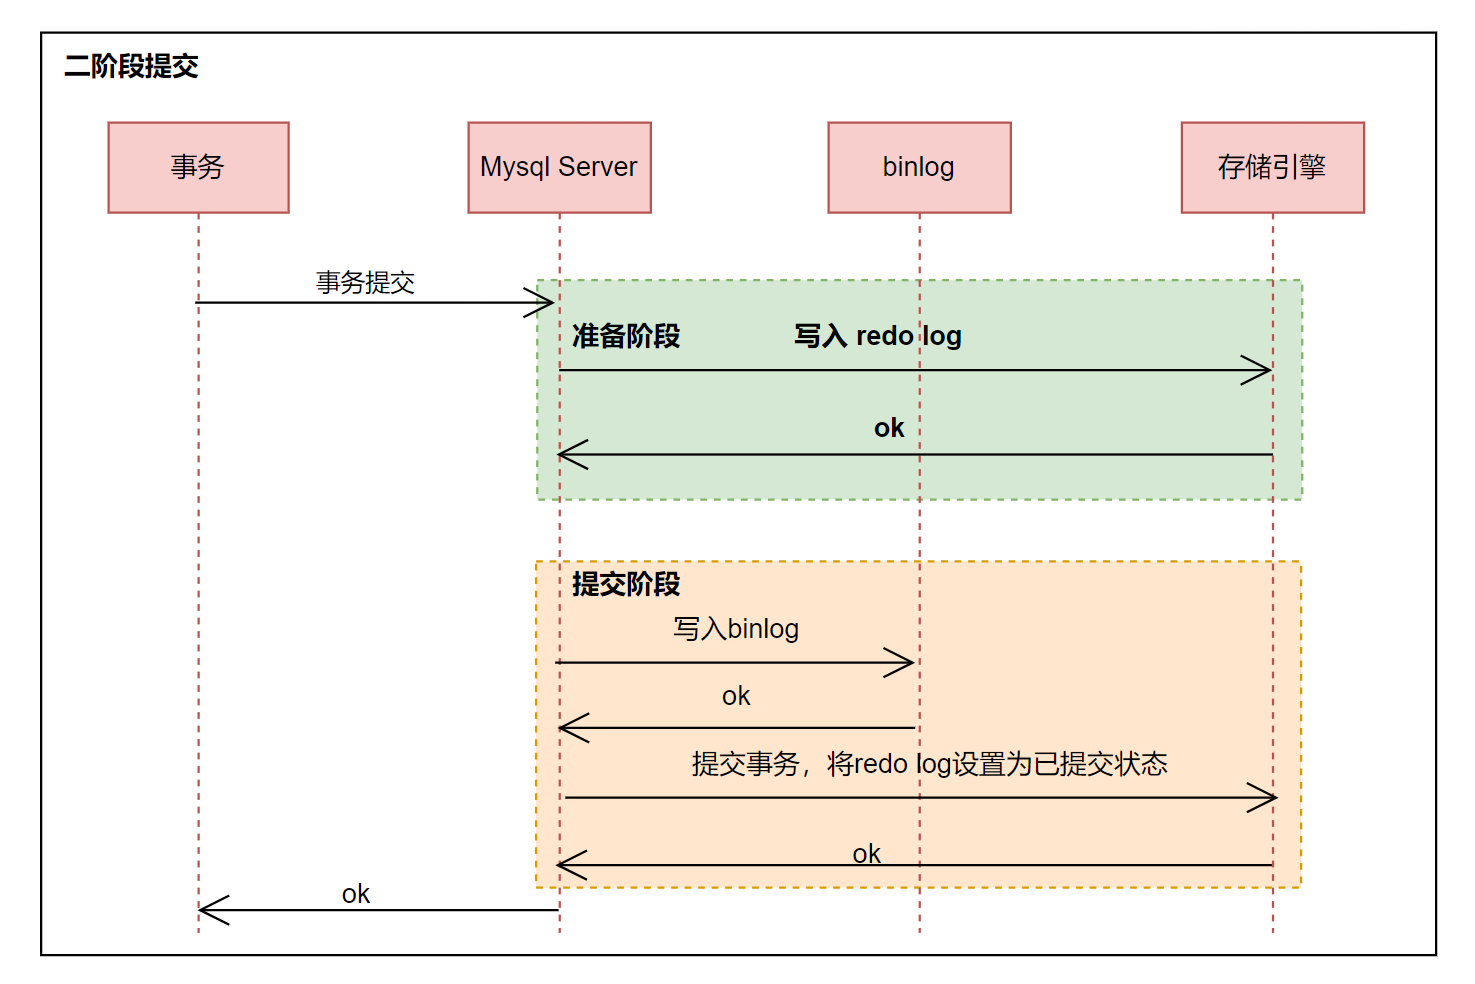 二阶段提交
事务
Mysql Server
binlog
存储引擎
事务提交
准备阶段
写入 redo log
ok
提交阶段
写入binlog
ok
提交事务，将redo log设置为已提交状态
ok
ok